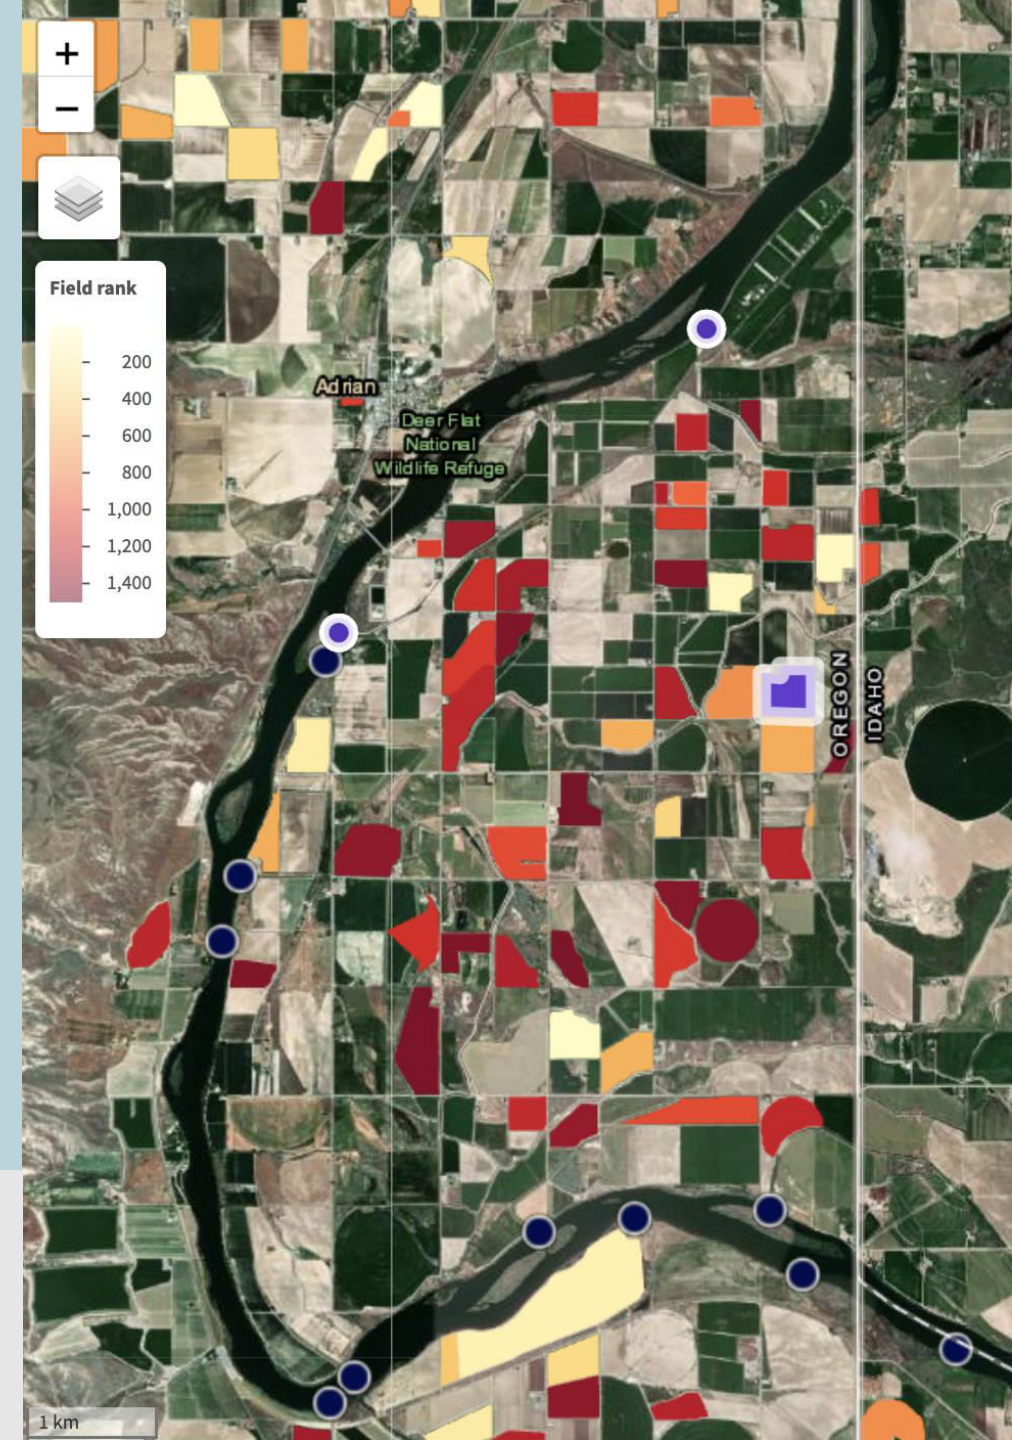 +
−
Field rank
200
400
600
800
1,000
1,200
1,400
Adrian
Deer Flat
National
Wildlife Refuge
OREGON
IDAHO
1 km